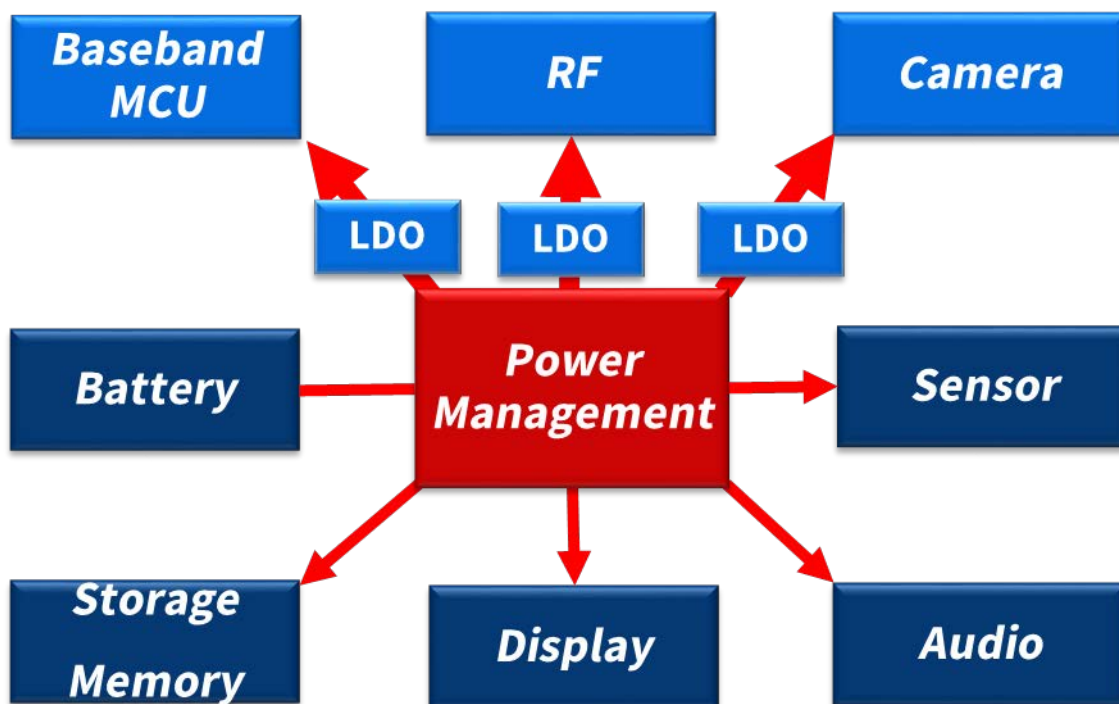 Baseband
MCU
RF
Camera
LDO
LDO
LDO
Battery
Power
Management
Sensor
Storage
Memory
Display
Audio